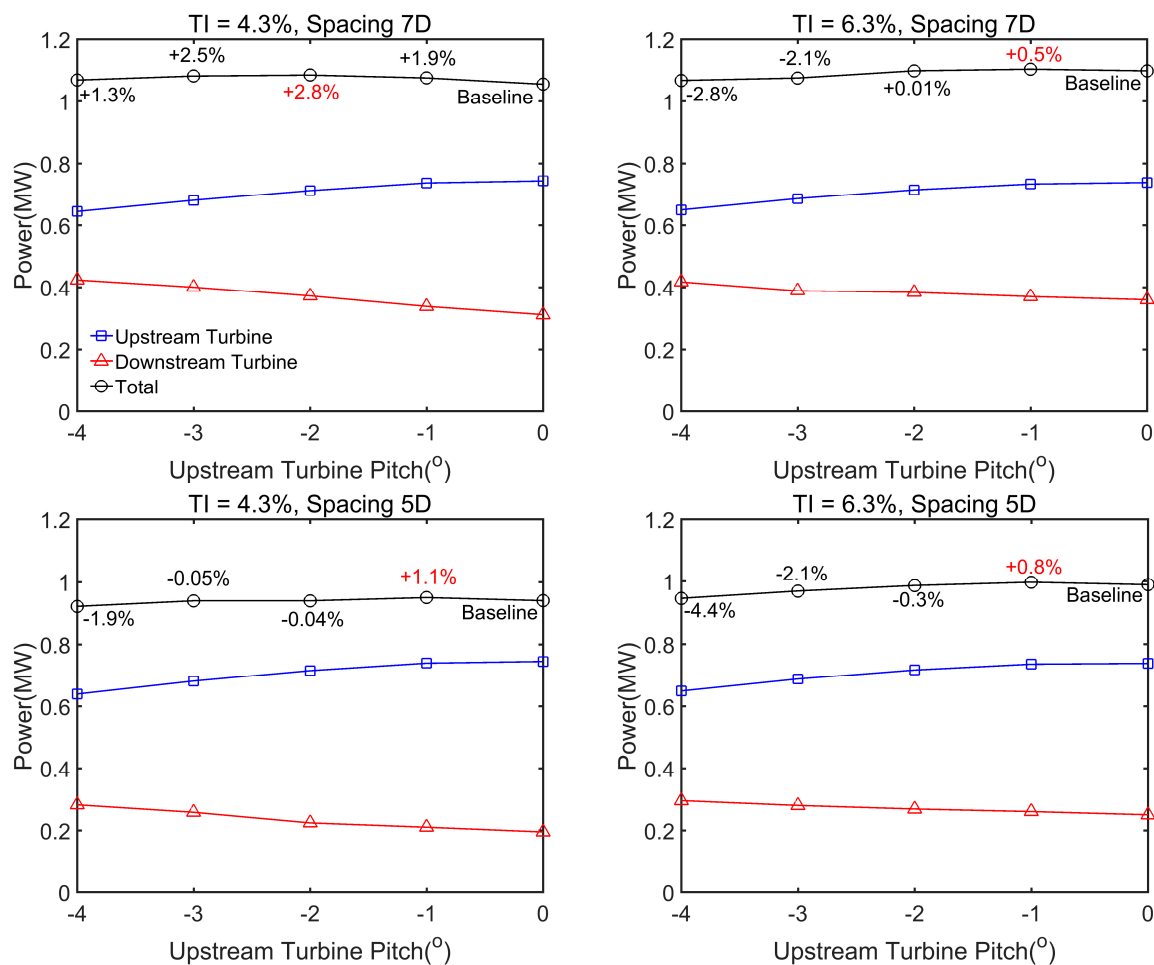 TI = 4.3%, Spacing 7D
1.2
1
0.8
0.6
0.4
0.2
0
Power(MW)
+1.3%
+2.5%
+2.8%
+1.9%
Baseline
Upstream Turbine
Downstream Turbine
Total
-4 -3 -2 -1 0
Upstream Turbine Pitch(°)
TI = 6.3%, Spacing 7D
1.2
1
0.8
0.6
0.4
0.2
0
Power(MW)
-2.8%
-2.1%
+0.01%
+0.5%
Baseline
-4 -3 -2 -1 0
Upstream Turbine Pitch(°)
TI = 4.3%, Spacing 5D
1.2
1
0.8
0.6
0.4
0.2
0
Power(MW)
-1.9%
-0.05%
-0.04%
+1.1%
Baseline
-4 -3 -2 -1 0
Upstream Turbine Pitch(°)
TI = 6.3%, Spacing 5D
1.2
1
0.8
0.6
0.4
0.2
0
Power(MW)
-4.4%
-2.1%
-0.3%
+0.8%
Baseline
-4 -3 -2 -1 0
Upstream Turbine Pitch(°)